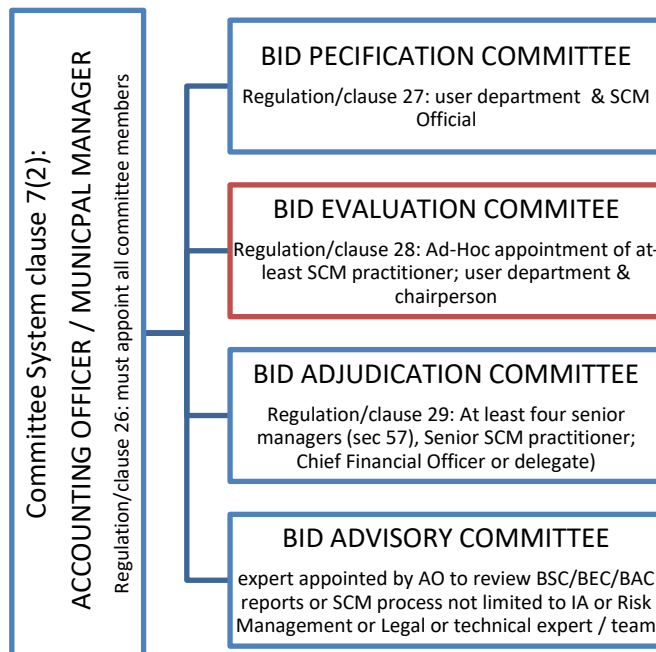 Committee System clause 7(2):
ACCOUNTING OFFICER / MUNICPAL MANAGER
Regulation/clause 26: must appoint all committee members
BID PECIFICATION COMMITTEE
Regulation/clause 27: user department & SCM
Official
BID EVALUATION COMMITEE
Regulation/clause 28: Ad-Hoc appointment of at-
least SCM practitioner; user department &
chairperson
BID ADJUDICATION COMMITTEE
Regulation/clause 29: At least four senior
managers (sec 57), Senior SCM practitioner;
Chief Financial Officer or delegate)
BID ADVISORY COMMITTEE
expert appointed by AO to review BSC/BEC/BAC
reports or SCM process not limited to IA or Risk
Management or Legal or technical expert / team